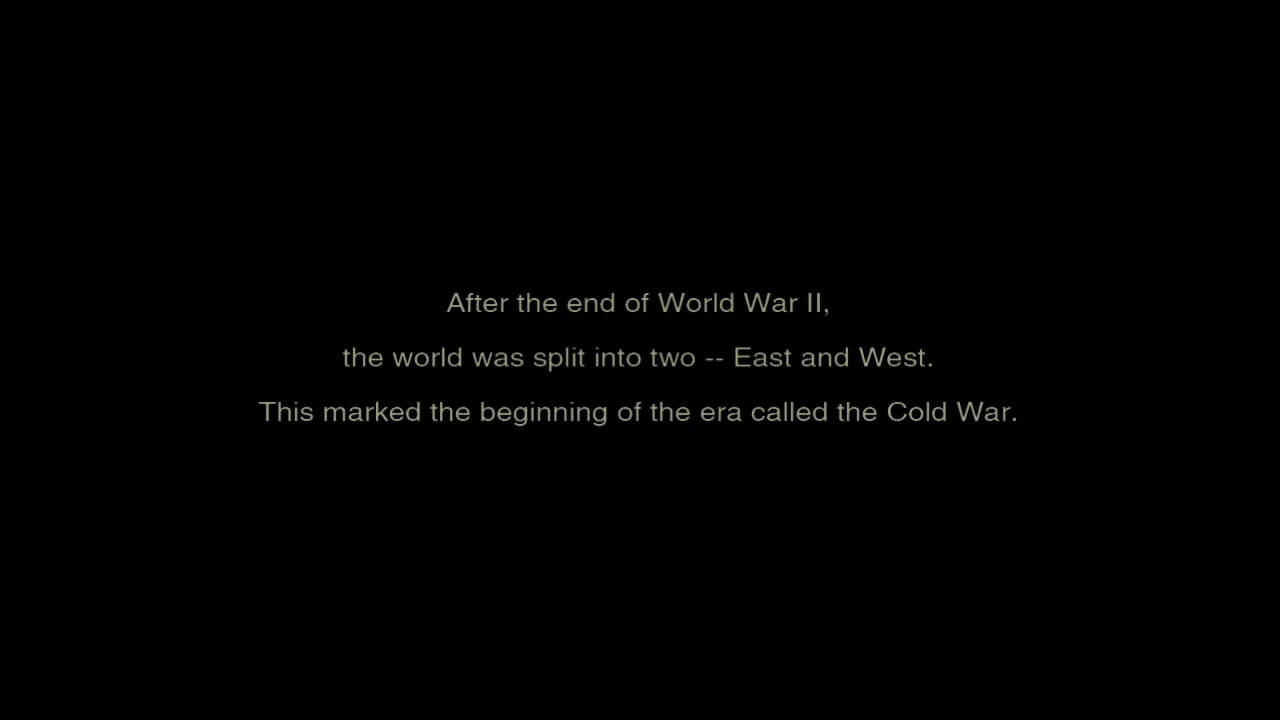 After the end of World War II,
the world was split into two -- East and West.
This marked the beginning of the era called the Cold War.